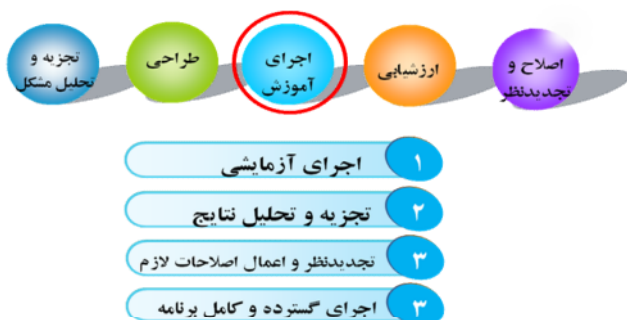 اصلاح و
تجدیدنظر
ارزشیابی
اجرای
آموزش
طراحی
تجزیه و
تحلیل مشکل
۱ اجرای آزمایشی
۲ تجزیه و تحلیل نتایج
۳ تجدیدنظر و اعمال اصلاحات لازم
۳ اجرای گسترده و کامل برنامه